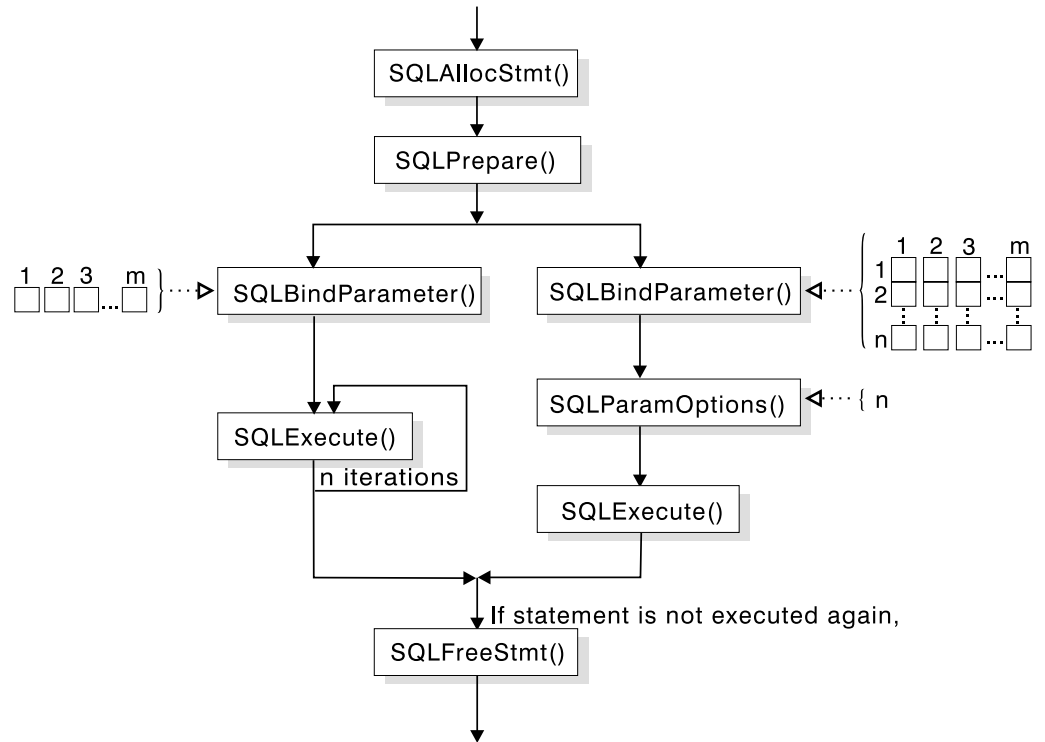 SQLAllocStmt()
SQLPrepare()
1 2 3 m
...
SQLBindParameter()
SQLBindParameter()
1 2 3 m
1 ...
2 ...
n ...
SQLParamOptions()
n
SQLExecute()
n iterations
SQLExecute()
If statement is not executed again,
SQLFreeStmt()